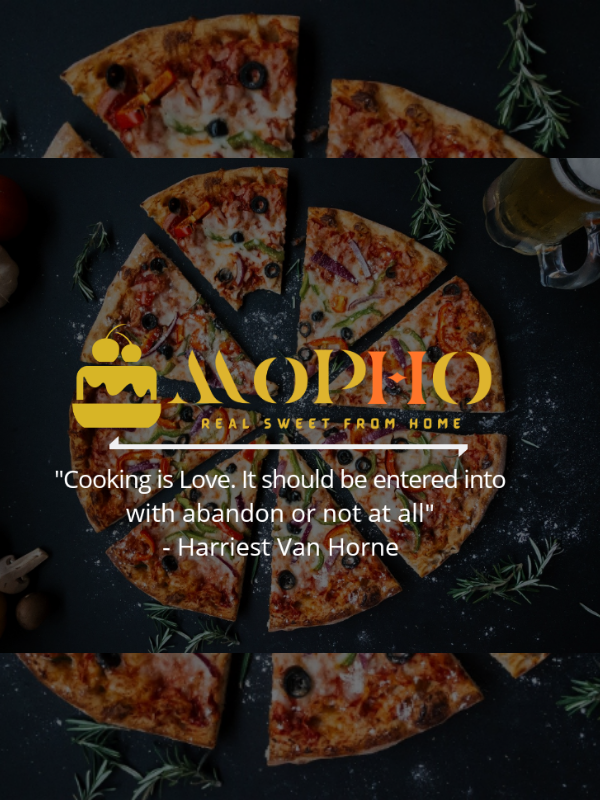 MOPHO
REAL SWEET FROM HOME
"Cooking is Love. It should be entered into
with abandon or not at all"
- Harriest Van Horne